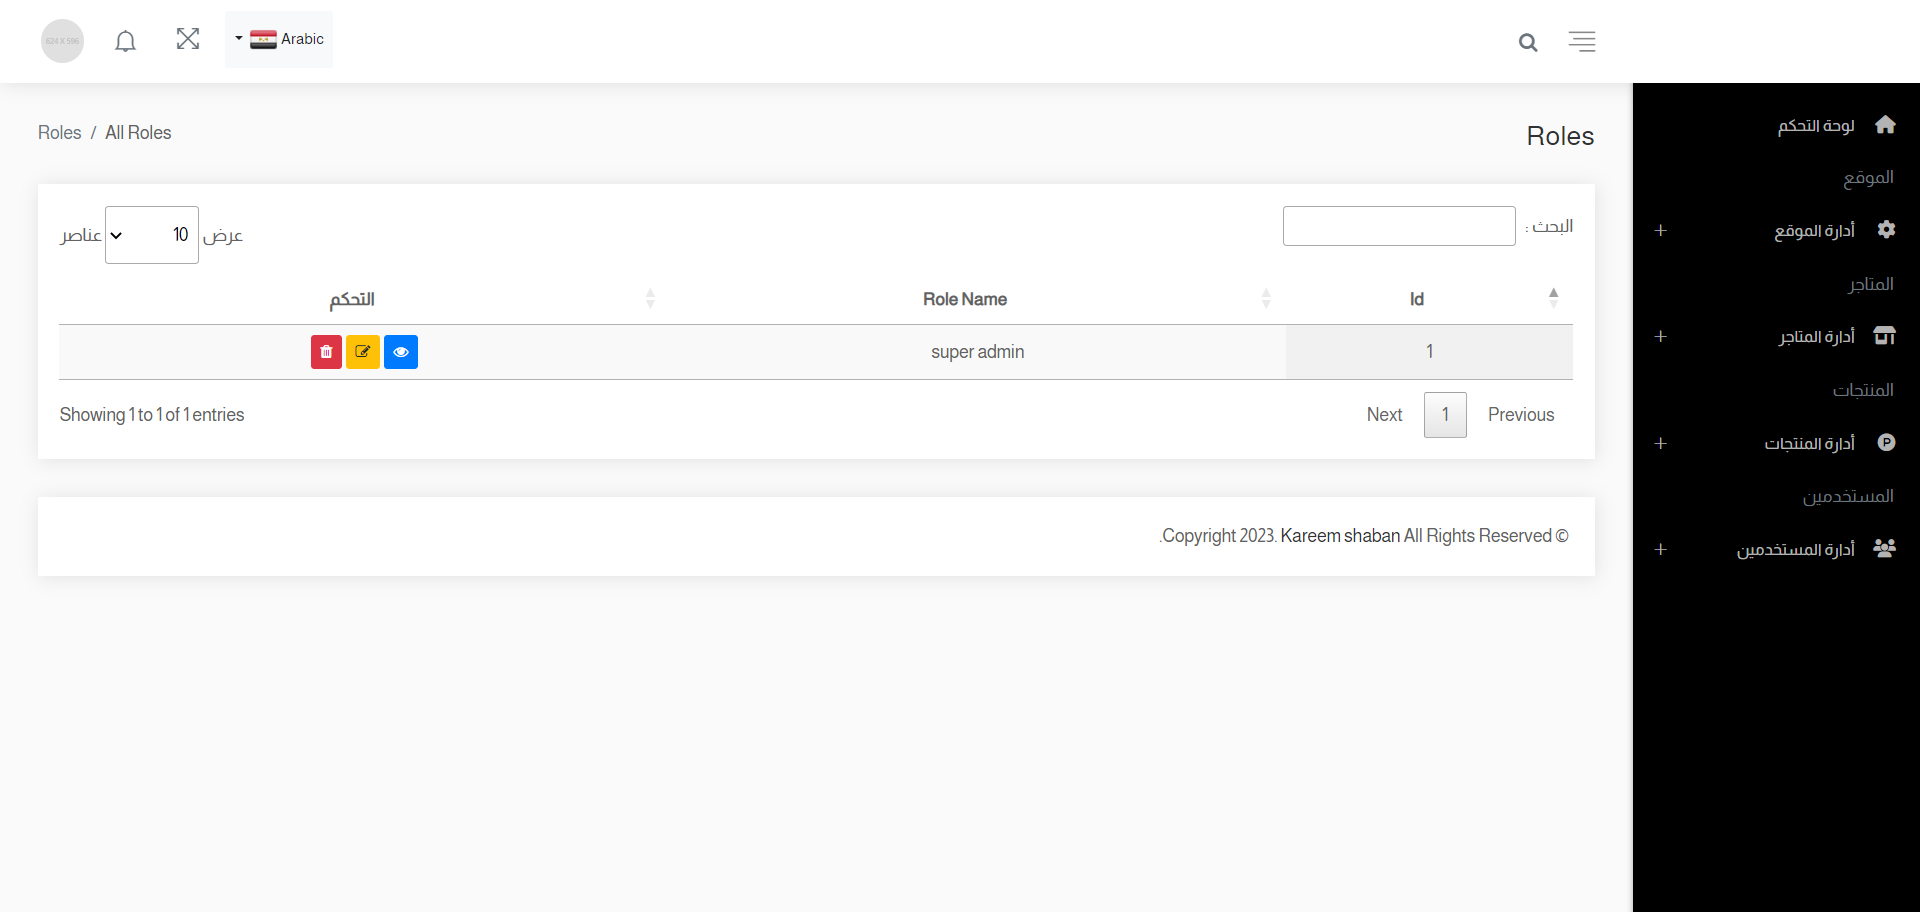 624 X 596
Arabic
لوحة التحكم
الموقع
أدارة الموقع
المتاجر
أدارة المتاجر
المنتجات
أدارة المنتجات
المستخدمين
أدارة المستخدمين
Roles
Roles / All Roles
البحث :
عرض 10 عناصر
Id
Role Name
التحكم
1
super admin
Previous 1 Next
Showing 1 to 1 of 1 entries
.Copyright 2023. Kareem shaban All Rights Reserved ©